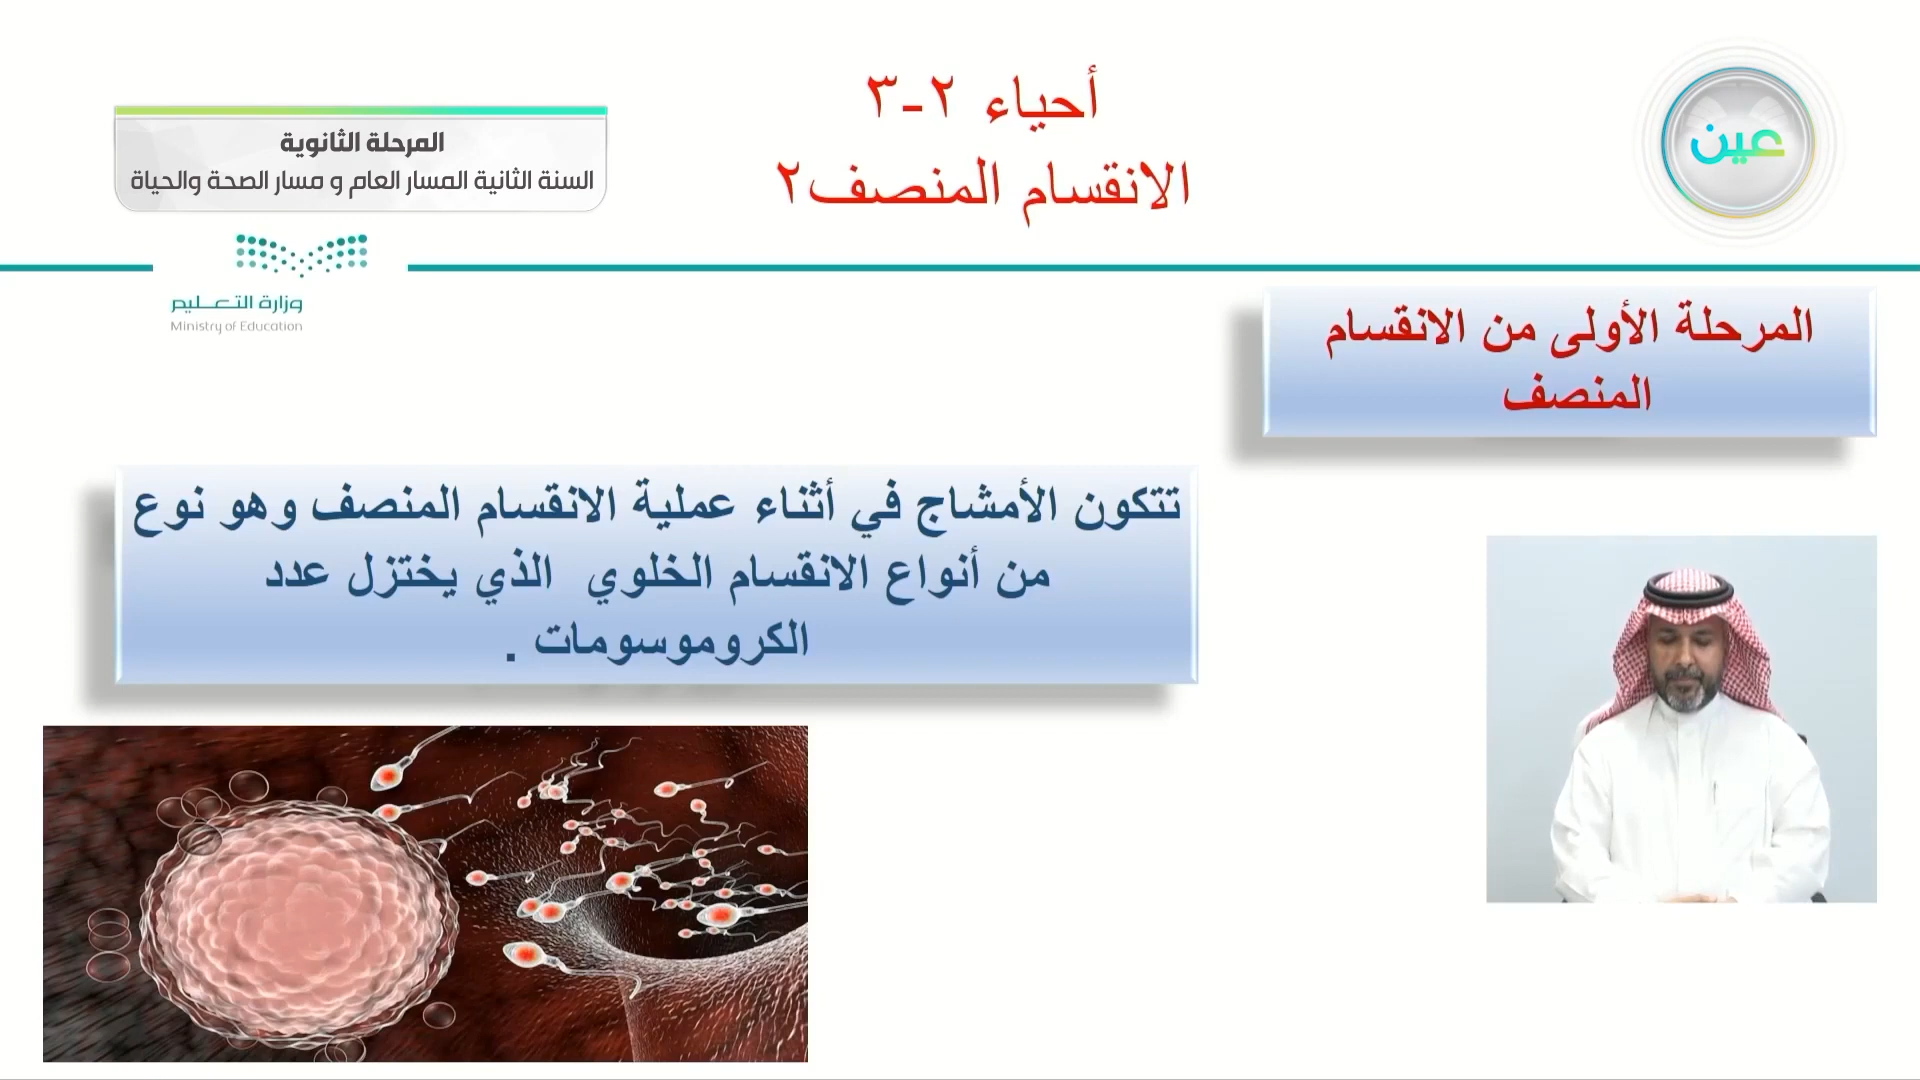 أحياء ٢-٣
الانقسام المنصف٢
عين
المرحلة الثانوية
السنة الثانية المسار العام و مسار الصحة والحياة
وزارة التعليم
Ministry of Education
المرحلة الأولى من الانقسام
المنصف
تتكون الأمشاج في أثناء عملية الانقسام المنصف وهو نوع
من أنواع الانقسام الخلوي الذي يختزل عدد
الكروموسومات .